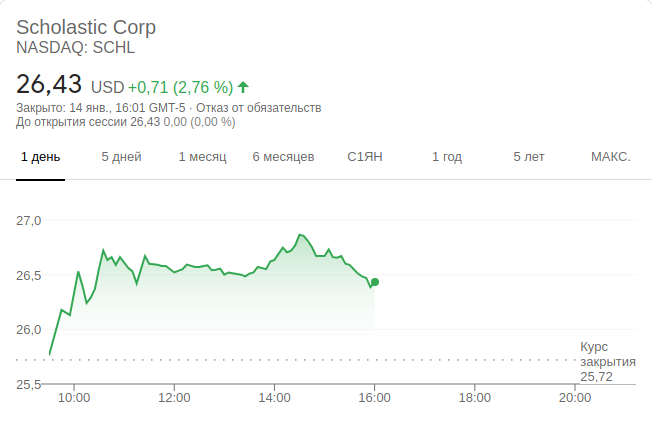 Scholastic Corp
NASDAQ: SCHL
26,43 USD +0,71 (2,76 %)
Закрыто: 14 янв., 16:01 GMT-5 · Отказ от обязательств
До открытия сессии 26,43 0,00 (0,00 %)
1 день 5 дней 1 месяц 6 месяцев С1ЯН 1 год 5 лет МАКС.
27,0
26,5
26,0
Курс
закрытия
25,72
25,5
10:00 12:00 14:00 16:00 18:00 20:00